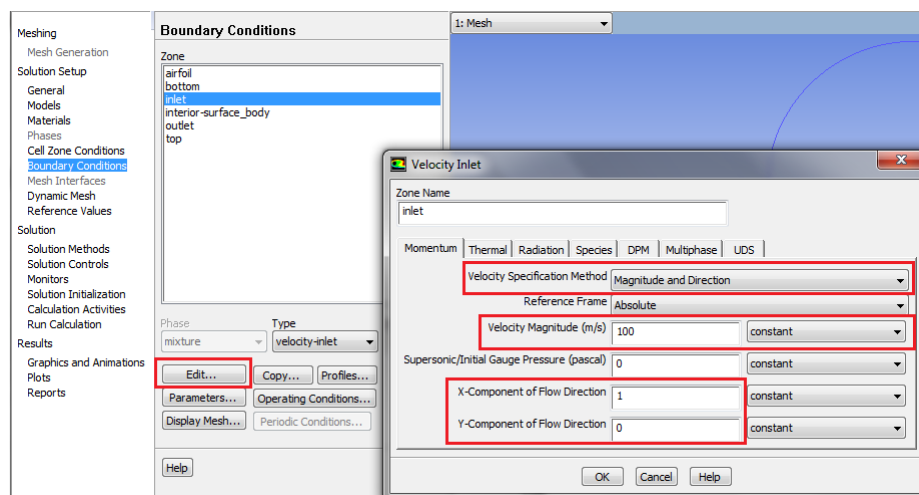 Meshing
Mesh Generation
Solution Setup
General
Models
Materials
Phases
Cell Zone Conditions
Boundary Conditions
Mesh Interfaces
Dynamic Mesh
Reference Values
Solution
Solution Methods
Solution Controls
Monitors
Solution Initialization
Calculation Activities
Run Calculation
Results
Graphics and Animations
Plots
Reports
Boundary Conditions
Zone
airfoil
bottom
inlet
interior-surface_body
outlet
top
Phase Type
mixture velocity-inlet
Edit... Copy... Profiles...
Parameters... Operating Conditions...
Display Mesh... Periodic Conditions...
Help
1: Mesh
Velocity Inlet
Zone Name
inlet
Momentum Thermal Radiation Species DPM Multiphase UDS
Velocity Specification Method Magnitude and Direction
Reference Frame Absolute
Velocity Magnitude (m/s) 100 constant
Supersonic/Initial Gauge Pressure (pascal) 0 constant
X-Component of Flow Direction 1 constant
Y-Component of Flow Direction 0 constant
OK Cancel Help